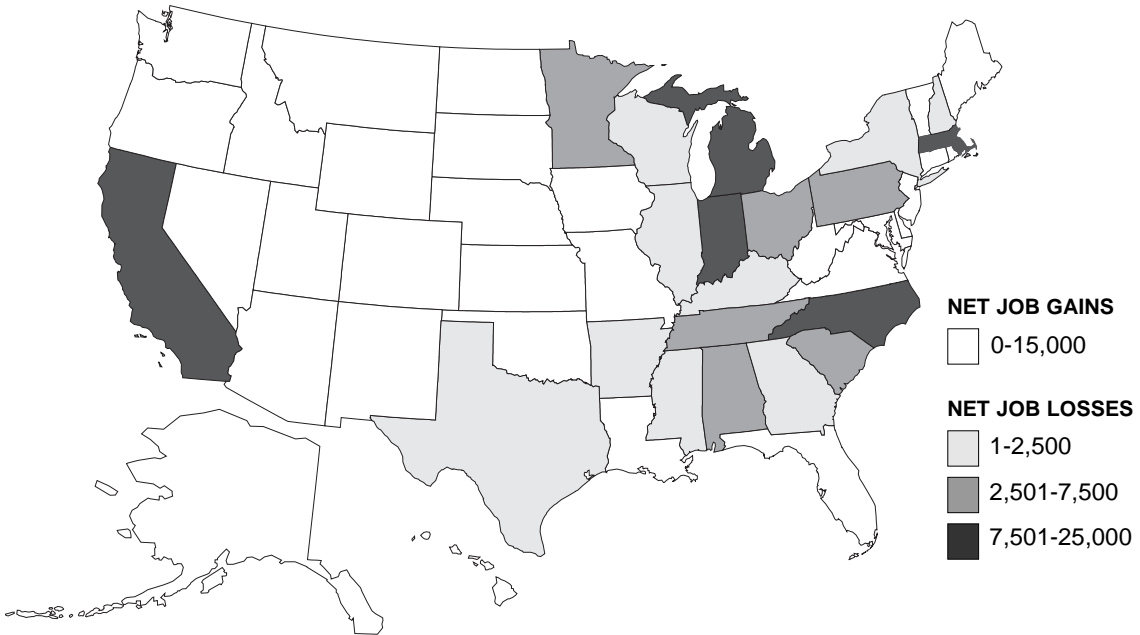 NET JOB GAINS
0-15,000
NET JOB LOSSES
1-2,500
2,501-7,500
7,501-25,000